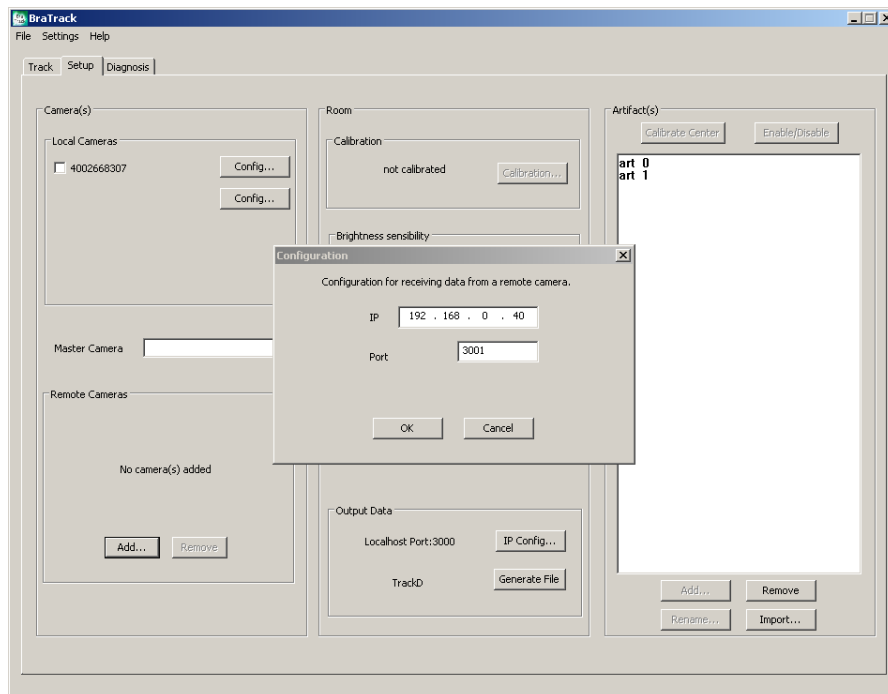 BraTrack
File Settings Help
Track Setup Diagnosis
Camera(s)
Local Cameras
4002668307 Config...
Config...
Master Camera
Remote Cameras
No camera(s) added
Add... Remove
Room
Calibration
not calibrated Calibration...
Brightness sensibility
Configuration
Configuration for receiving data from a remote camera.
IP 192 . 168 . 0 . 40
Port 3001
OK Cancel
Output Data
Localhost Port:3000 IP Config...
TrackD Generate File
Artifact(s)
Calibrate Center Enable/Disable
art 0
art 1
Add... Remove
Rename... Import...